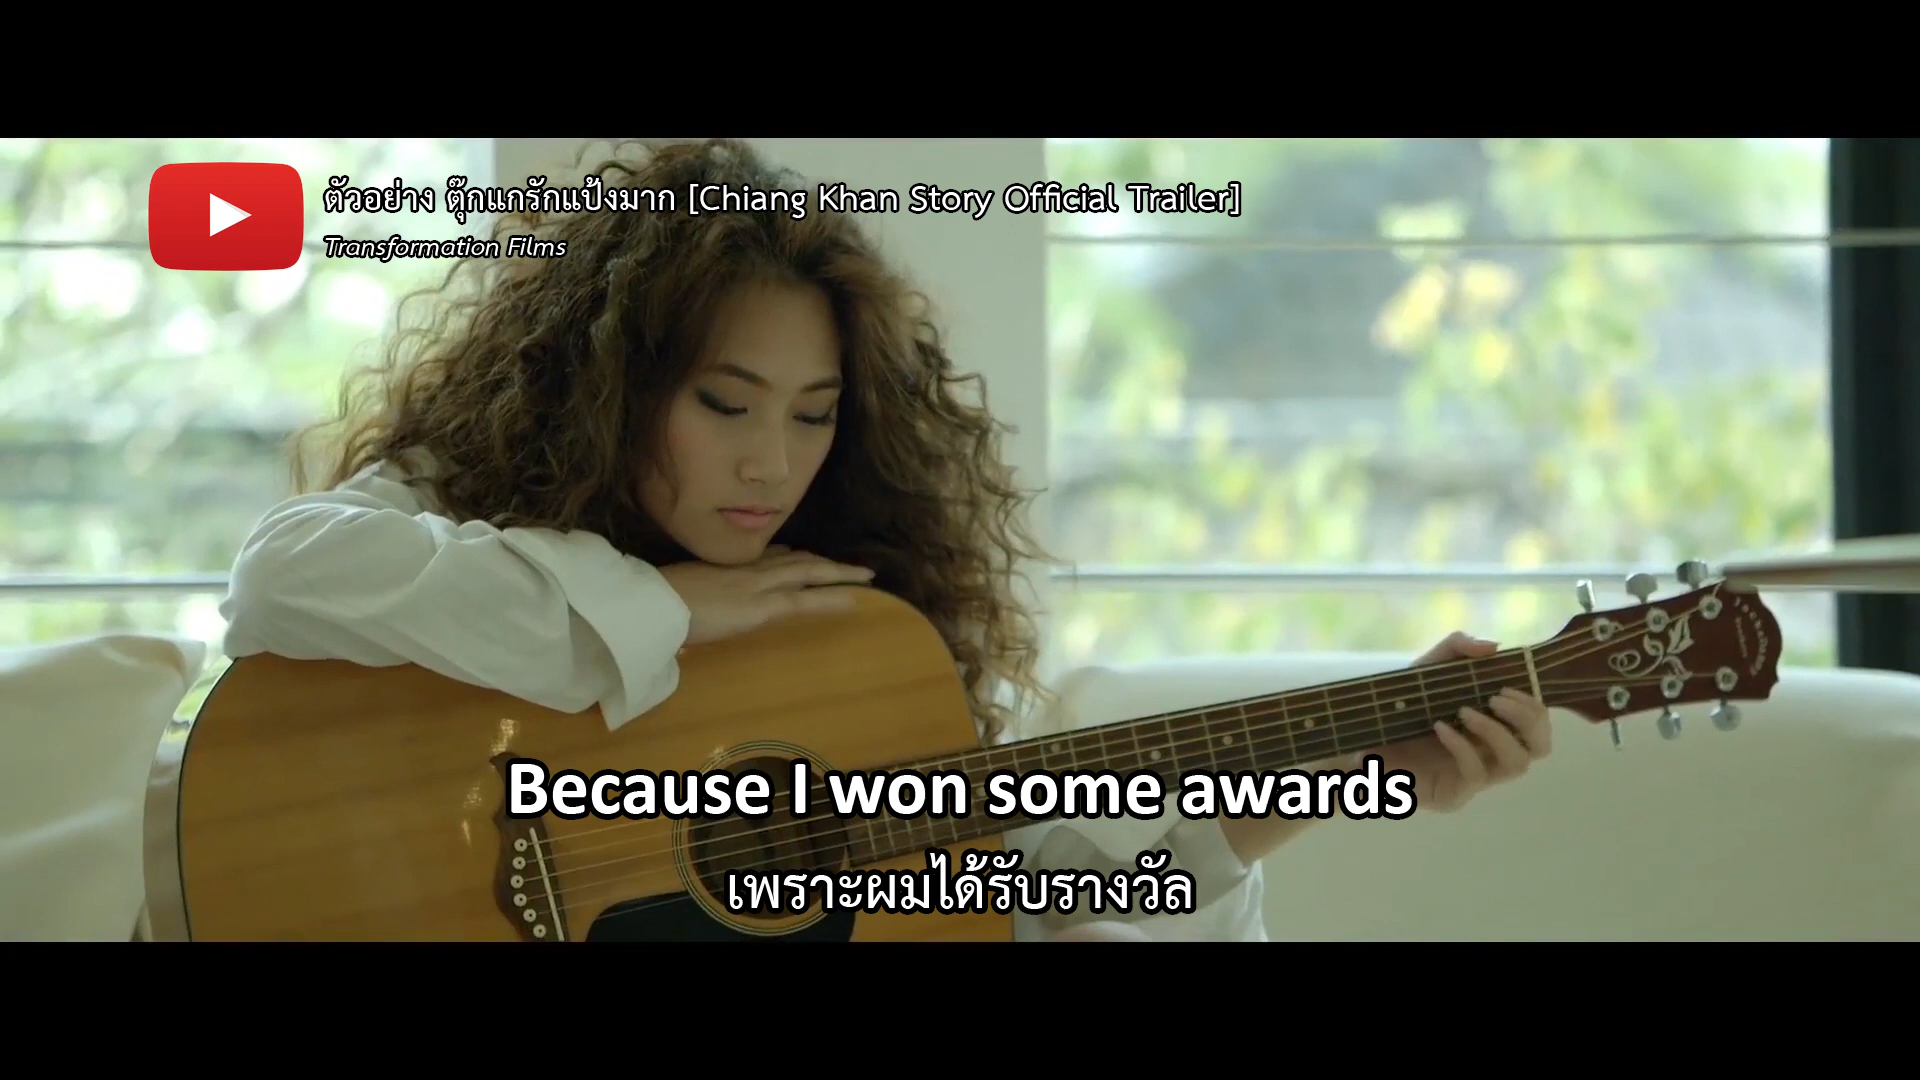 ตัวอย่าง ตุ๊กแกรักแป้งมาก [Chiang Khan Story Official Trailer]
Transformation Films
Because I won some awards
เพราะผมได้รับรางวัล